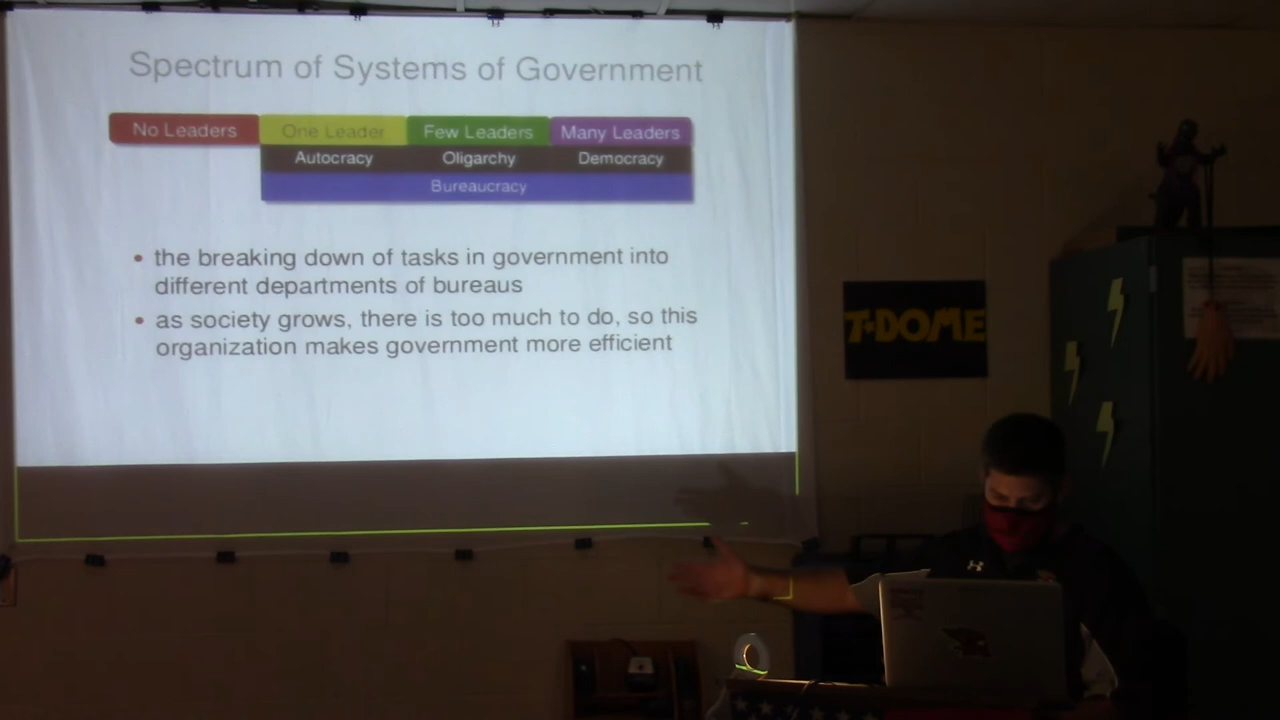 Spectrum of Systems of Government
No Leaders
One Leader
Few Leaders
Many Leaders
Autocracy
Oligarchy
Democracy
Bureaucracy
• the breaking down of tasks in government into
different departments of bureaus
• as society grows, there is too much to do, so this
organization makes government more efficient
T-DOME